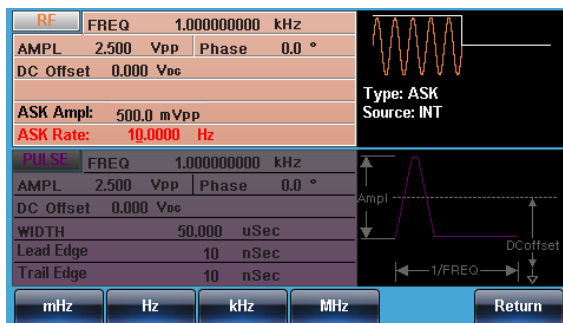 RF FREQ 1.000000000 kHz
AMPL 2.500 Vpp Phase 0.0 °
DC Offset 0.000 VDC
ASK Ampl: 500.0 mVpp
ASK Rate: 10.0000 Hz
Type: ASK
Source: INT
PULSE FREQ 1.000000000 kHz
AMPL 2.500 Vpp Phase 0.0 °
DC Offset 0.000 VDC
WIDTH 50.000 uSec
Lead Edge 10 nSec
Trail Edge 10 nSec
Ampl
DCoffset
1/FREQ
mHz Hz kHz MHz Return